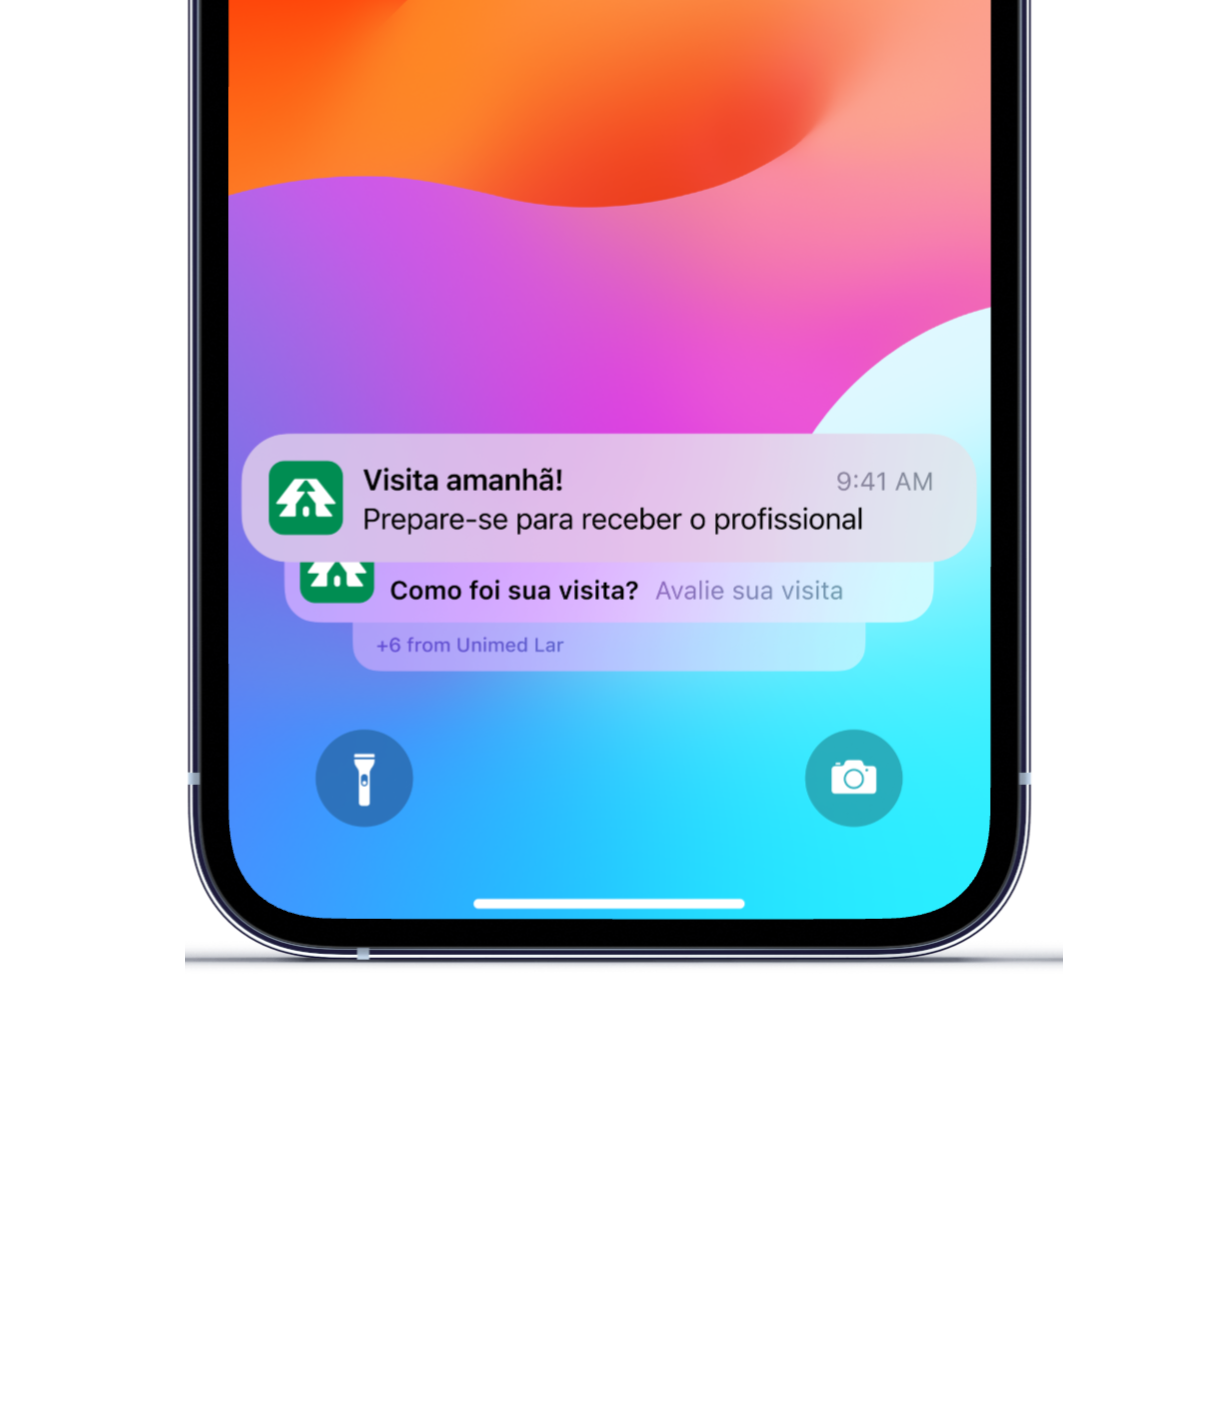 Visita amanhã! 9:41 AM
Prepare-se para receber o profissional
Como foi sua visita? Avalie sua visita
+6 from Unimed Lar